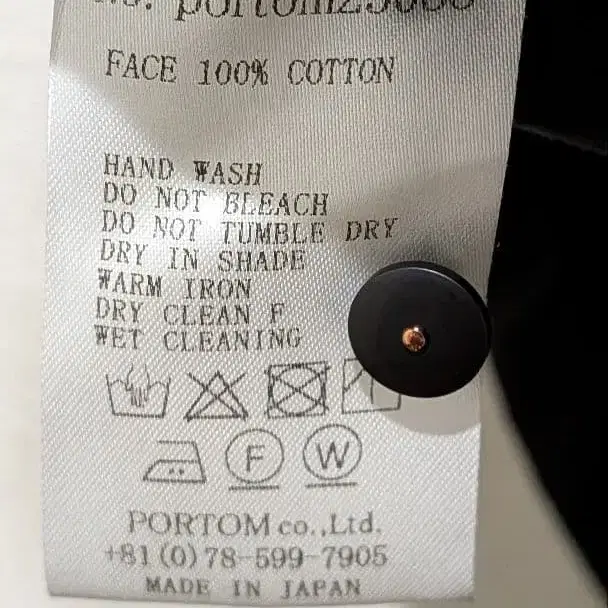 FACE 100% COTTON
HAND WASH
DO NOT BLEACH
DO NOT TUMBLE DRY
DRY IN SHADE
WARM IRON
DRY CLEAN F
WET CLEANING
F W
PORTOM co.,Ltd.
+81(0)78-599-7905
MADE IN JAPAN